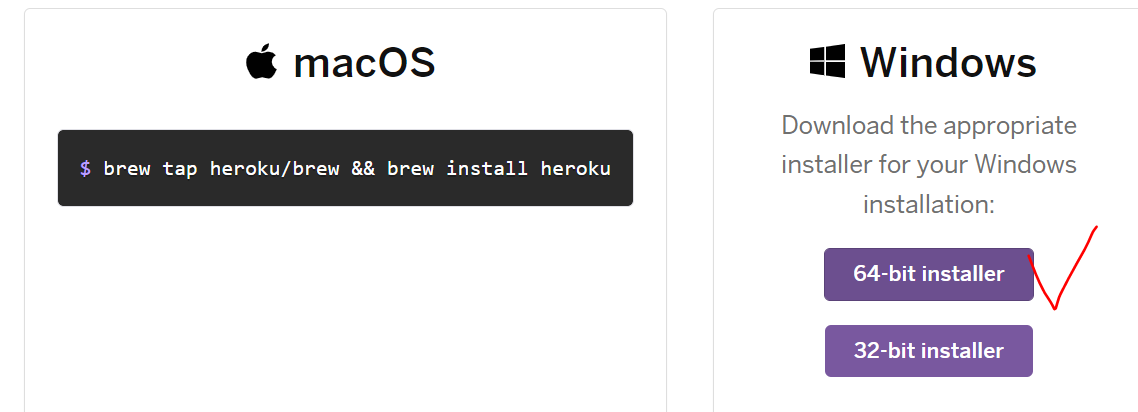 macOS
$ brew tap heroku/brew && brew install heroku
Windows
Download the appropriate
installer for your Windows
installation:
64-bit installer
32-bit installer